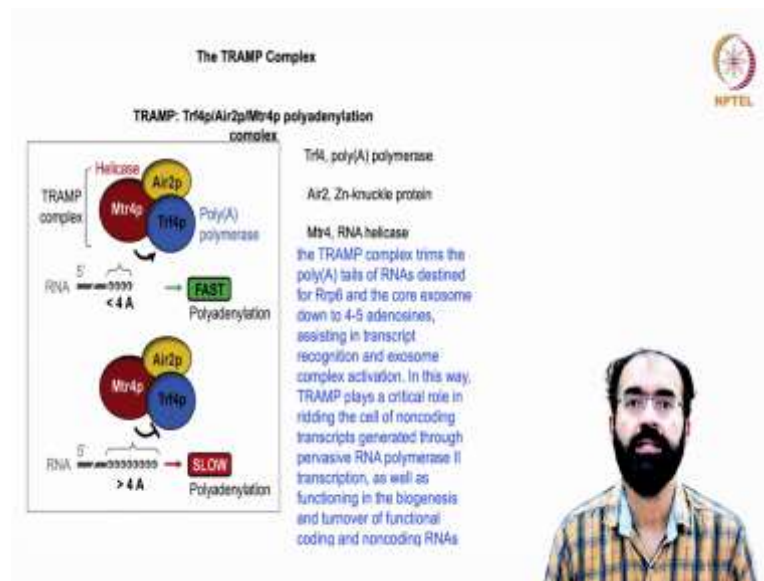 The TRAMP Complex
NPTEL
TRAMP: Trf4p/Air2p/Mtr4p polyadenylation
complex
Helicase
Air2p
TRAMP
complex
Mtr4p
Trf4p
Poly(A)
polymerase
5'
RNA
< 4 A
FAST
Polyadenylation
Air2p
Mtr4p
Trf4p
5'
RNA
> 4 A
SLOW
Polyadenylation
Trf4, poly(A) polymerase
Air2, Zn-knuckle protein
Mtr4, RNA helicase
the TRAMP complex trims the
poly(A) tails of RNAs destined
for Rrp6 and the core exosome
down to 4-5 adenosines,
assisting in transcript
recognition and exosome
complex activation. In this way,
TRAMP plays a critical role in
ridding the cell of noncoding
transcripts generated through
pervasive RNA polymerase II
transcription, as well as
functioning in the biogenesis
and turnover of functional
coding and noncoding RNAs